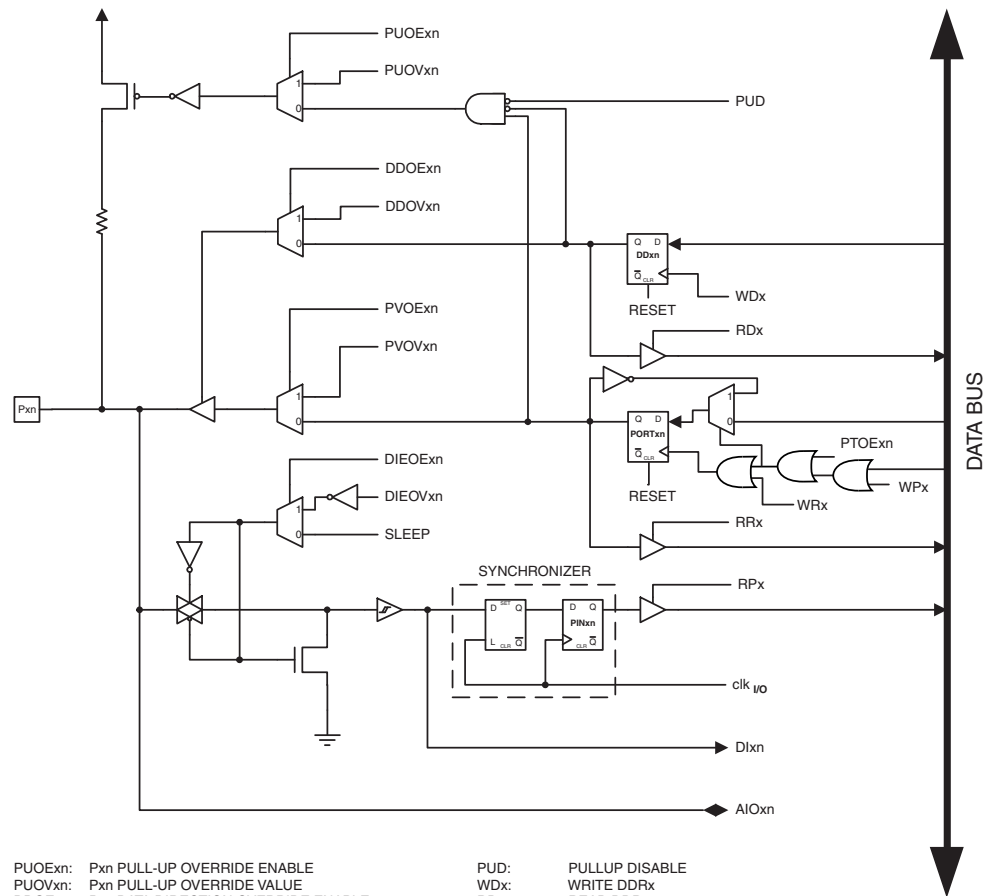 PUOExn
PUOVxn
1
0
PUD
DDOExn
DDOVxn
1
0
Q D
DDxn
Q CLR
WDx
RESET
RDx
PVOExn
PVOVxn
1
0
Pxn
1
0
Q D
PORTxn
Q CLR
PTOExn
WPx
RESET
WRx
RRx
DATA BUS
DIEOExn
DIEOVxn
1
0
SLEEP
SYNCHRONIZER
RPx
D SET Q
L CLR Q
D Q
PINxn
CLR Q
clk I/O
DIxn
AIOxn
PUOExn: Pxn PULL-UP OVERRIDE ENABLE
PUD: PULLUP DISABLE
PUOVxn: Pxn PULL-UP OVERRIDE VALUE
WDx: WRITE DDRx